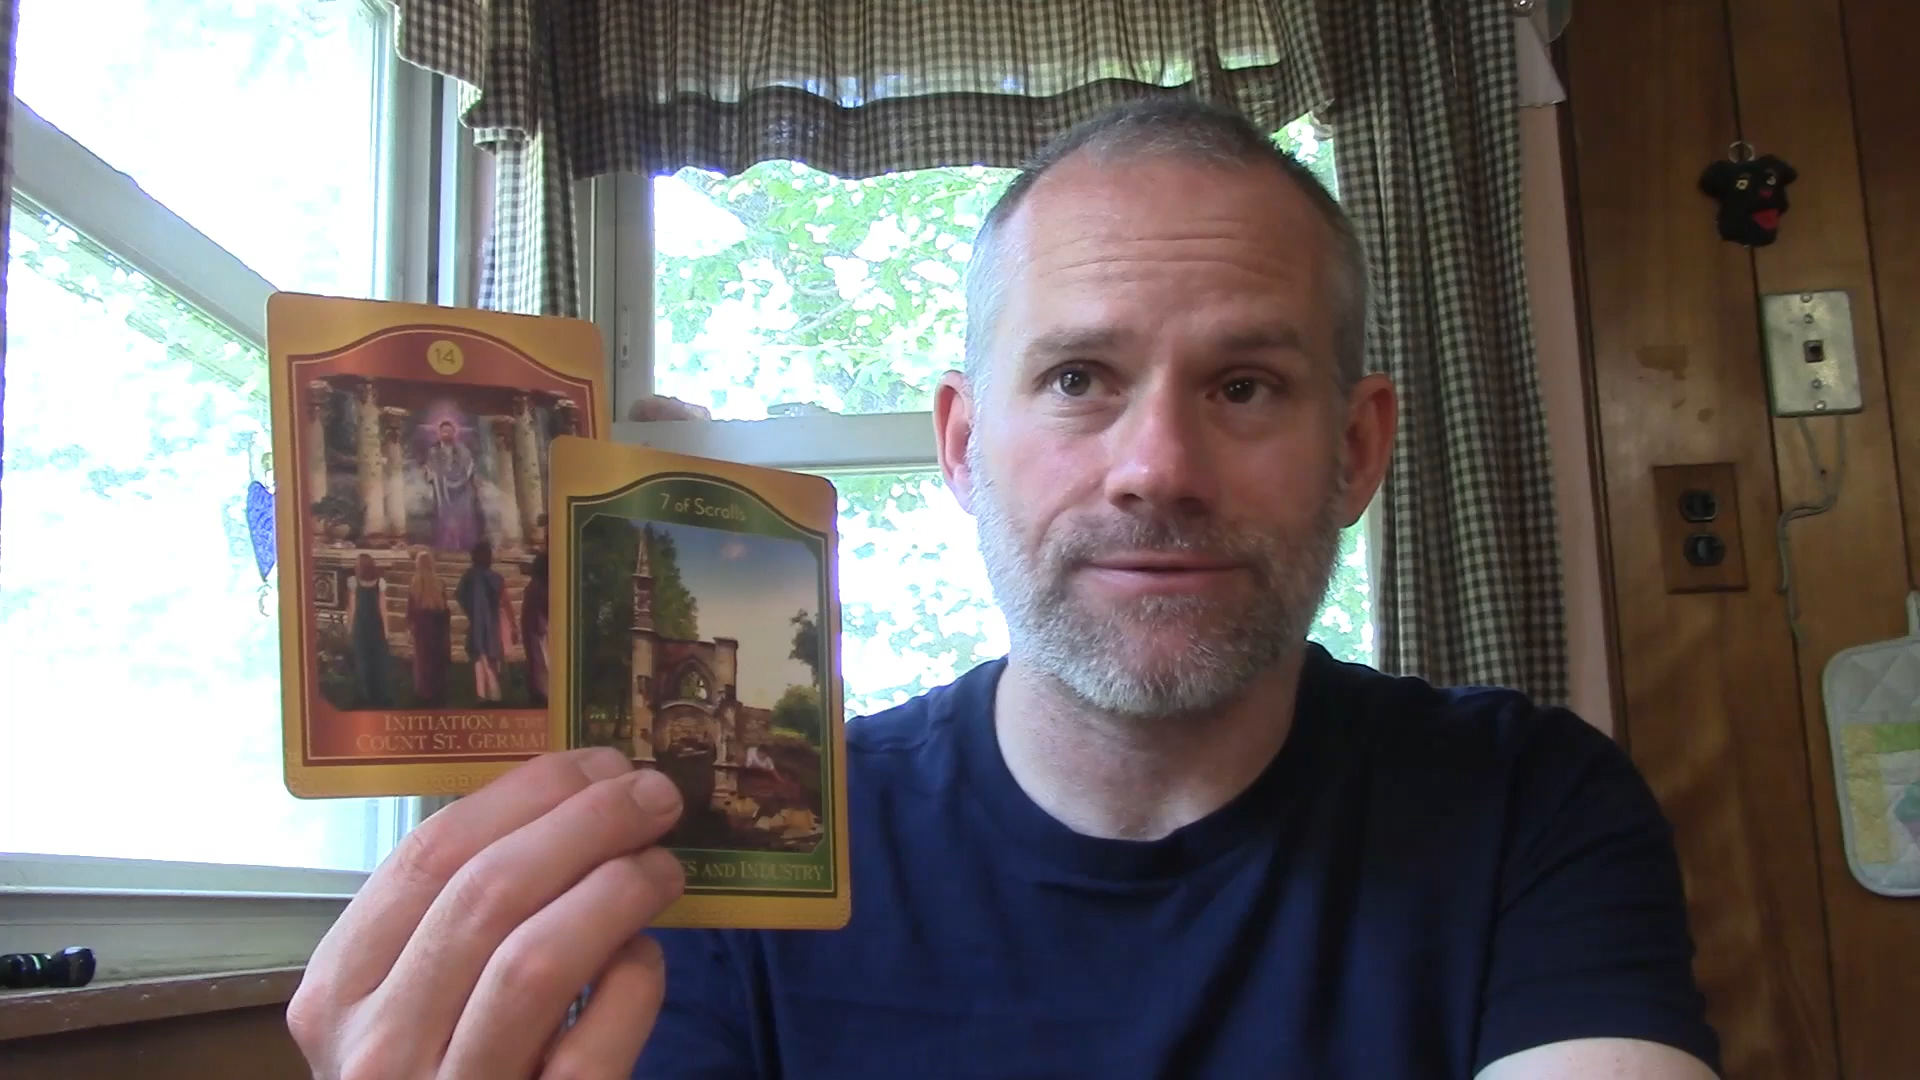 14
INITIATION & THE
COUNT ST. GERMAI
7 of Scrolls
ES AND INDUSTRY